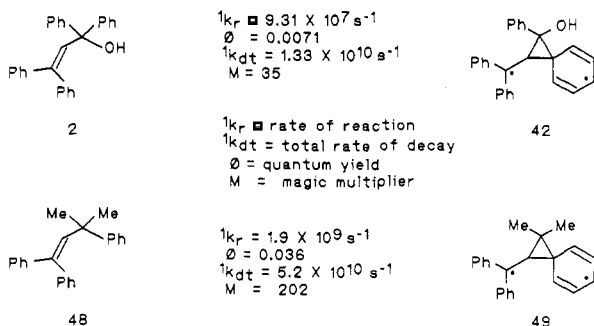 Ph Ph
OH
Ph
Ph
2
¹kr = 9.31 X 10⁷ s⁻¹
Ø = 0.0071
¹kdt = 1.33 X 10¹⁰ s⁻¹
M = 35
Ph OH
Ph
Ph
42
¹kr = rate of reaction
¹kdt = total rate of decay
Ø = quantum yield
M = magic multiplier
Me Me
Ph
Ph
Ph
48
¹kr = 1.9 X 10⁹ s⁻¹
Ø = 0.036
¹kdt = 5.2 X 10¹⁰ s⁻¹
M = 202
Me Me
Ph
Ph
49